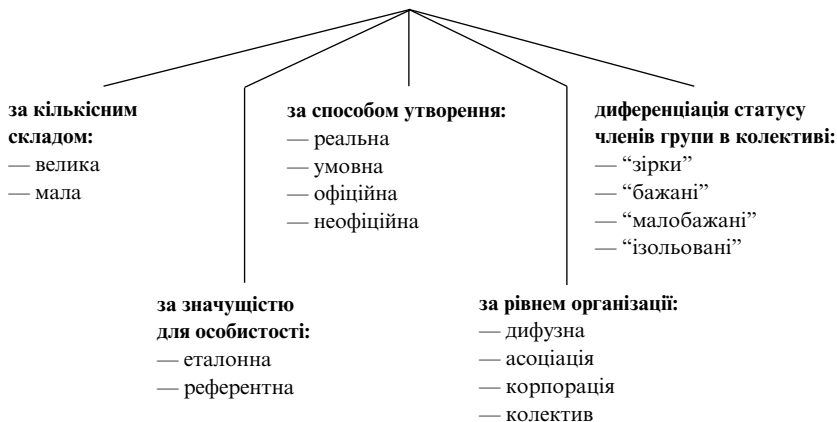 за кількісним
складом:
— велика
— мала
за способом утворення:
— реальна
— умовна
— офіційна
— неофіційна
диференціація статусу
членів групи в колективі:
— “зірки”
— “бажані”
— “малобажані”
— “ізольовані”
за значущістю
для особистості:
— еталонна
— референтна
за рівнем організації:
— дифузна
— асоціація
— корпорація
— колектив